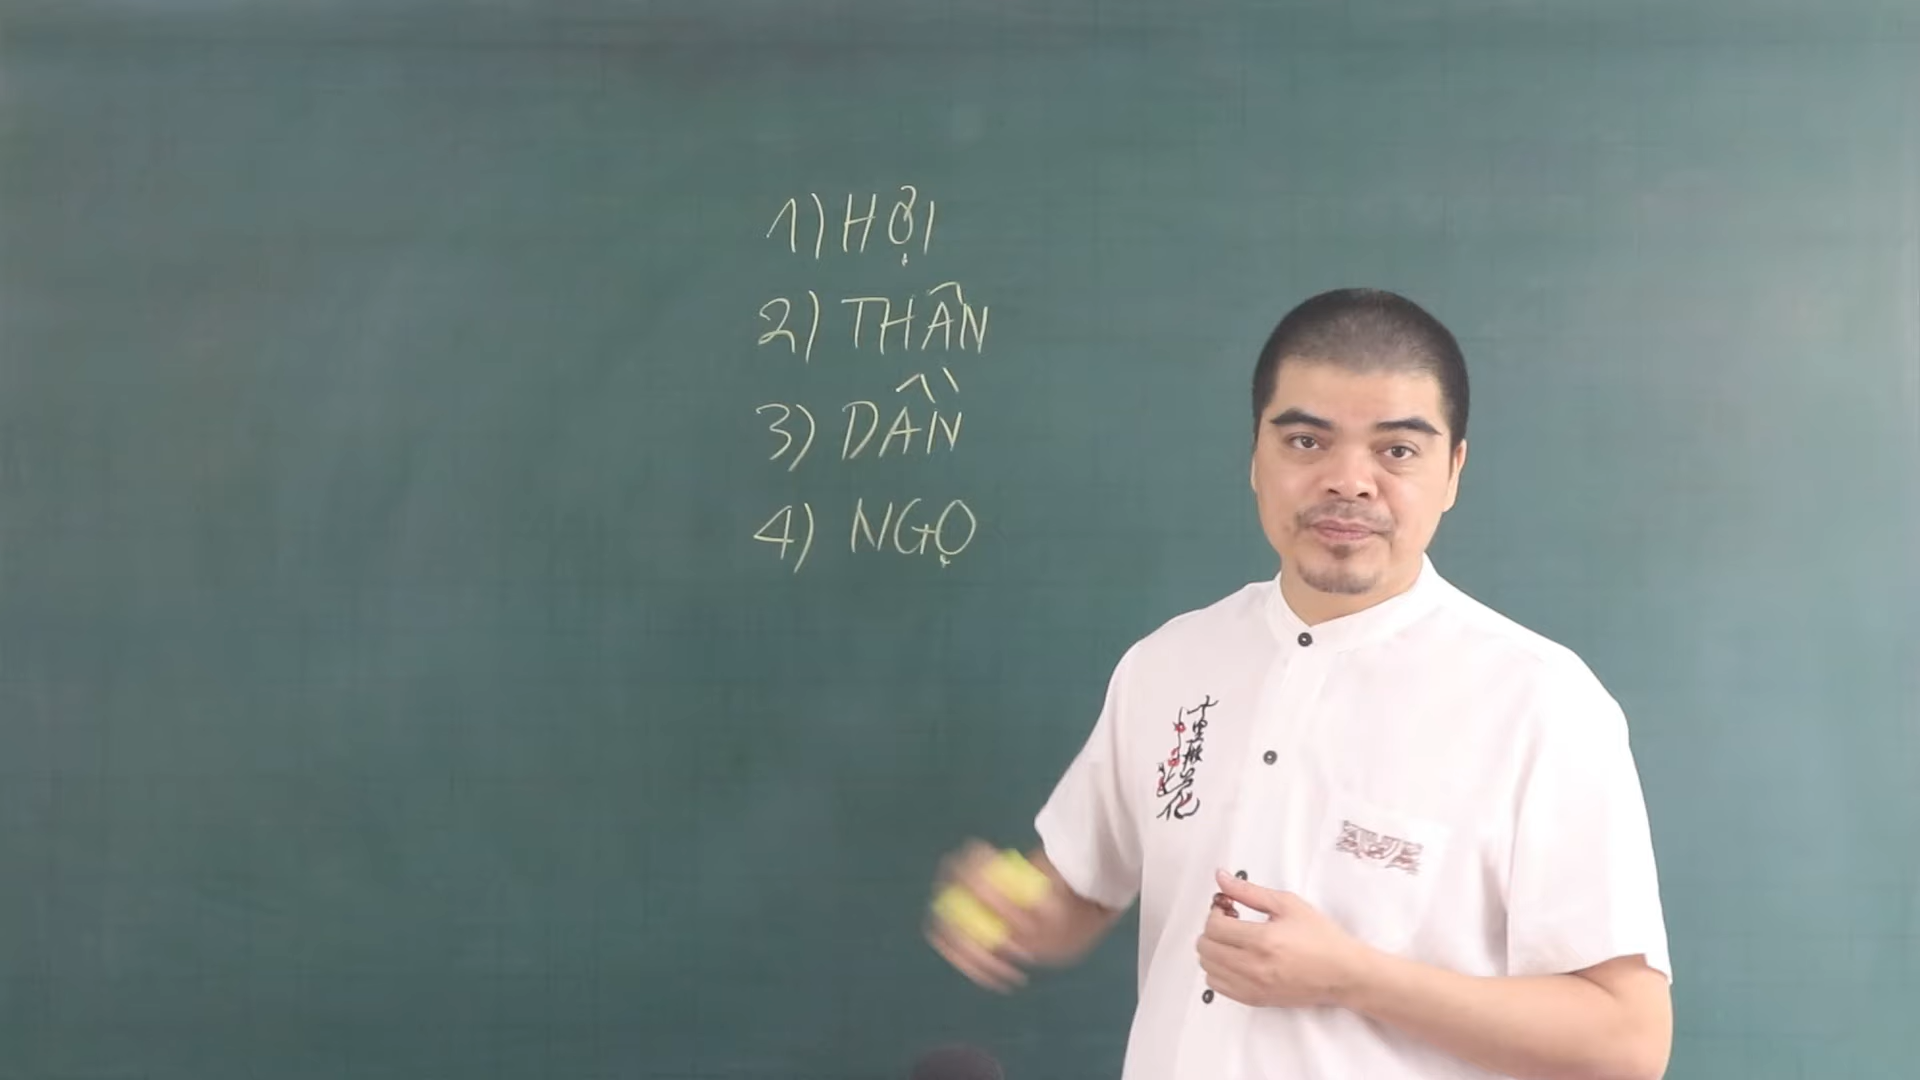 1) HỢI
2) THÂN
3) DẦN
4) NGỌ